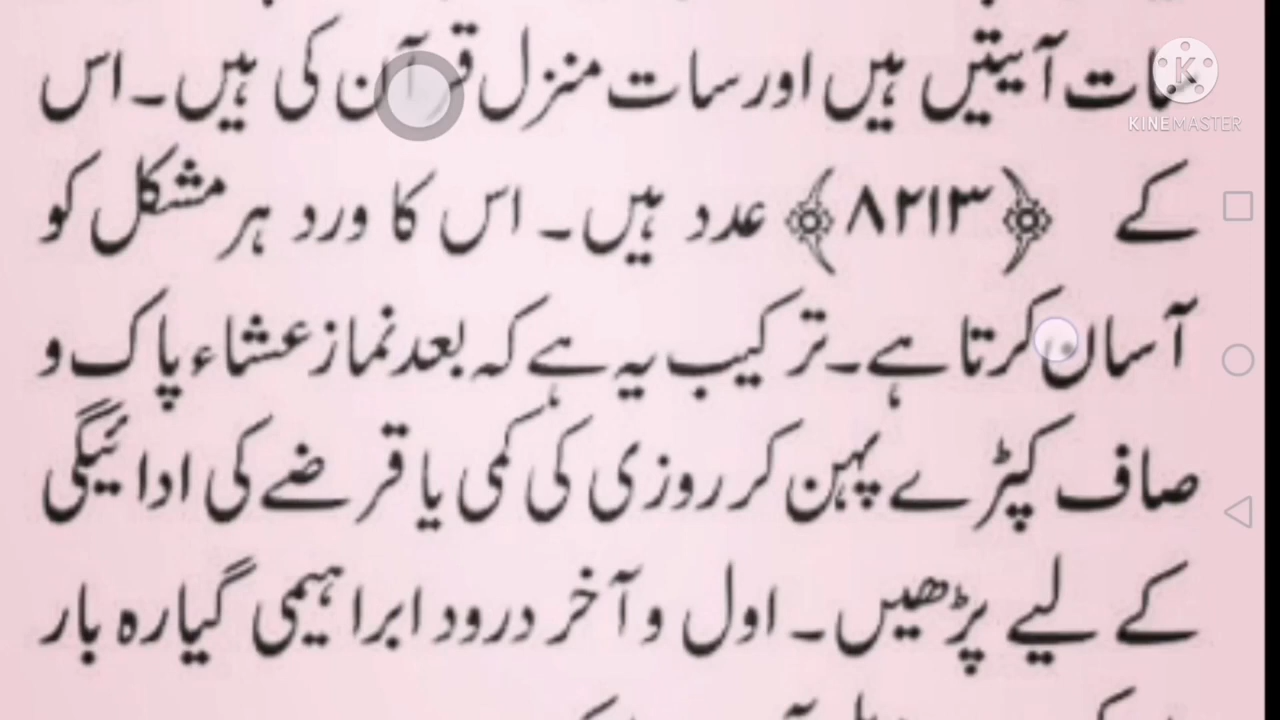 سات آیتیں ہیں اور سات منزل قرآن کی ہیں۔ اس
کے ﴿۸۲۱۳﴾ عدد ہیں۔ اس کا ورد ہر مشکل کو
آسان کرتا ہے۔ ترکیب یہ ہے کہ بعد نماز عشاء پاک و
صاف کپڑے پہن کر روزی کی کمی یا قرضے کی ادائیگی
کے لیے پڑھیں۔ اول و آخر درود ابراہیمی گیارہ بار
KINEMASTER